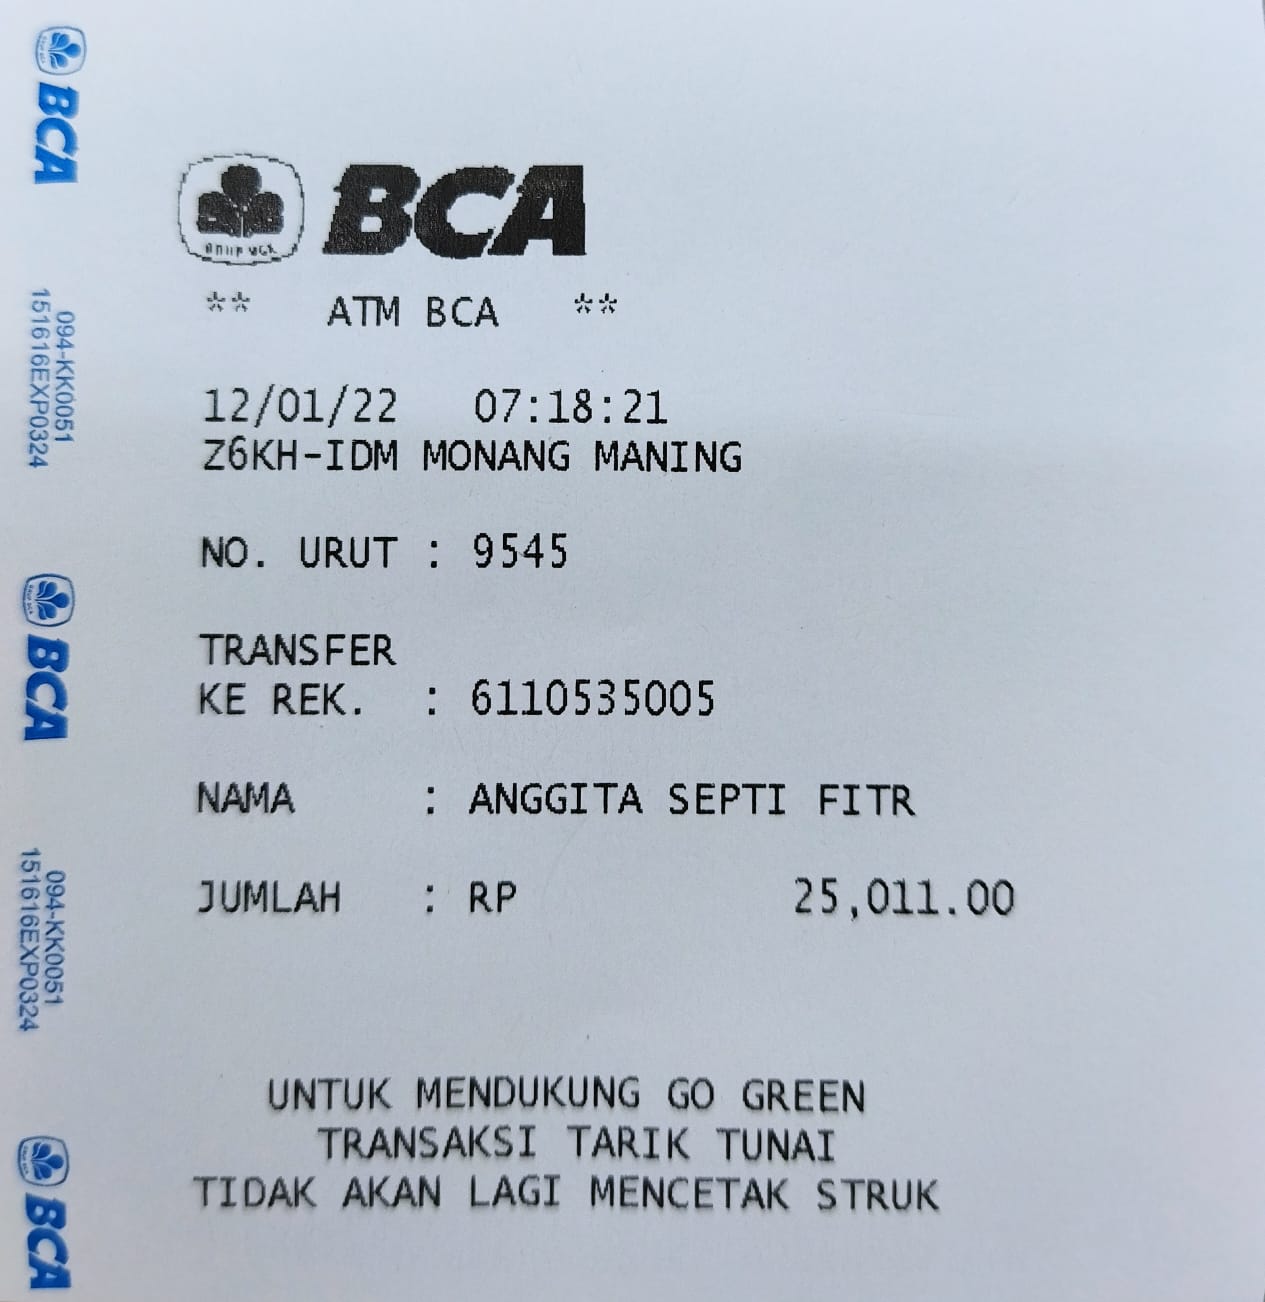 BCA
** ATM BCA **
12/01/22 07:18:21
Z6KH-IDM MONANG MANING
NO. URUT : 9545
TRANSFER
KE REK. : 6110535005
NAMA : ANGGITA SEPTI FITR
JUMLAH : RP 25,011.00
UNTUK MENDUKUNG GO GREEN
TRANSAKSI TARIK TUNAI
TIDAK AKAN LAGI MENCETAK STRUK
BCA
094-KK0051
151616EXP0324
BCA
094-KK0051
151616EXP0324
BCA